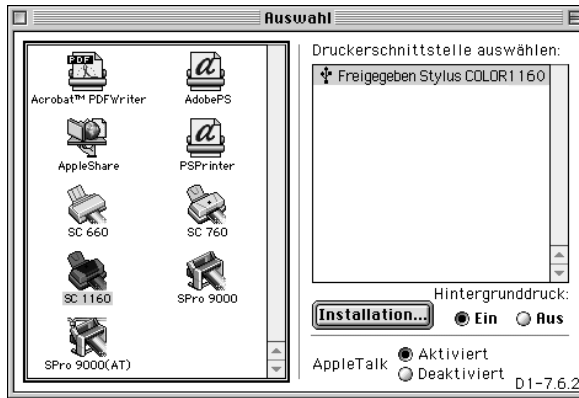 Auswahl
Acrobat™ PDFWriter
AdobePS
AppleShare
PSPrinter
SC 660
SC 760
SC 1160
SPro 9000
SPro 9000(AT)
Druckerschnittstelle auswählen:
Freigegeben Stylus COLOR1160
Hintergrunddruck:
Installation...
Ein
Aus
AppleTalk
Aktiviert
Deaktiviert
D1-7.6.2